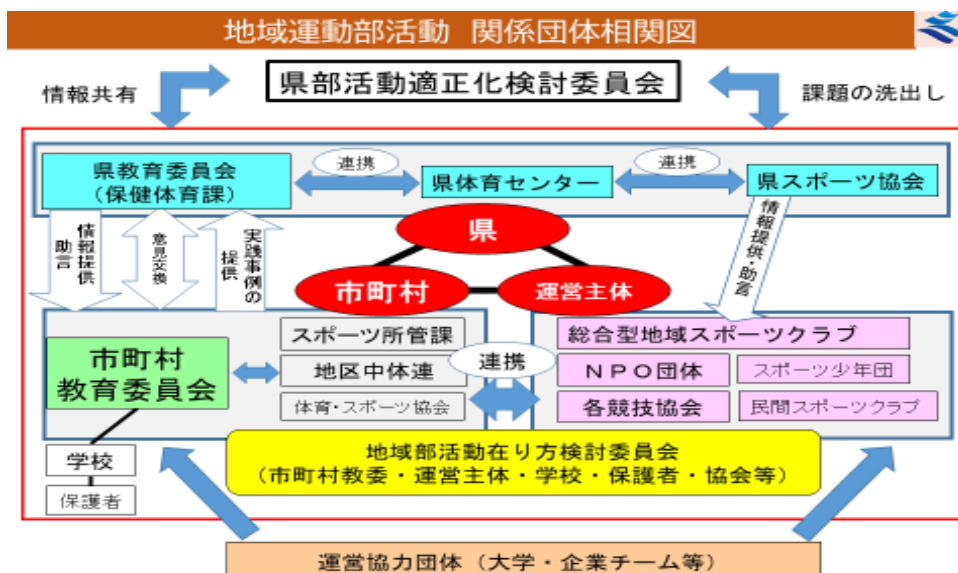 地域運動部活動 関係団体相関図
情報共有
県部活動適正化検討委員会
課題の洗出し
県教育委員会
(保健体育課)
連携
県体育センター
連携
県スポーツ協会
情報提供
助言
意見交換
実践事例の
提供
情報提供・助言
県
市町村
運営主体
市町村
教育委員会
スポーツ所管課
地区中体連
体育・スポーツ協会
連携
総合型地域スポーツクラブ
NPO団体
スポーツ少年団
各競技協会
民間スポーツクラブ
学校
保護者
地域部活動在り方検討委員会
(市町村教委・運営主体・学校・保護者・協会等)
運営協力団体(大学・企業チーム等)